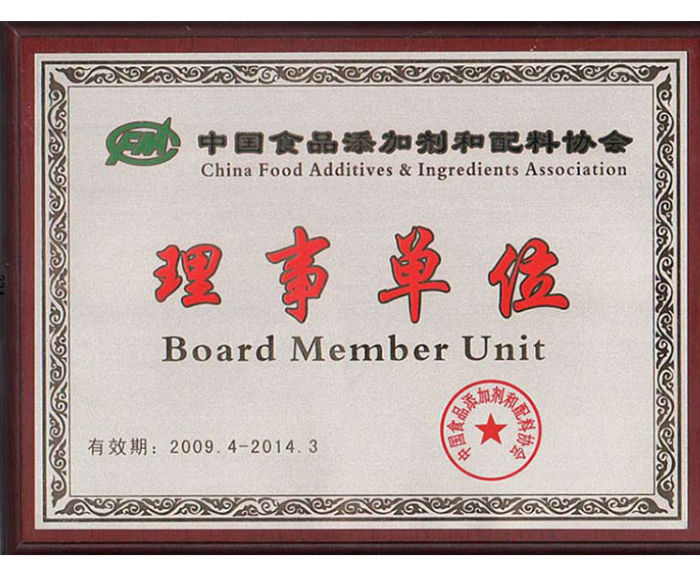 中国食品添加剂和配料协会
China Food Additives & Ingredients Association
理事单位
Board Member Unit
中国食品添加剂和配料协会
有效期：2009.4-2014.3